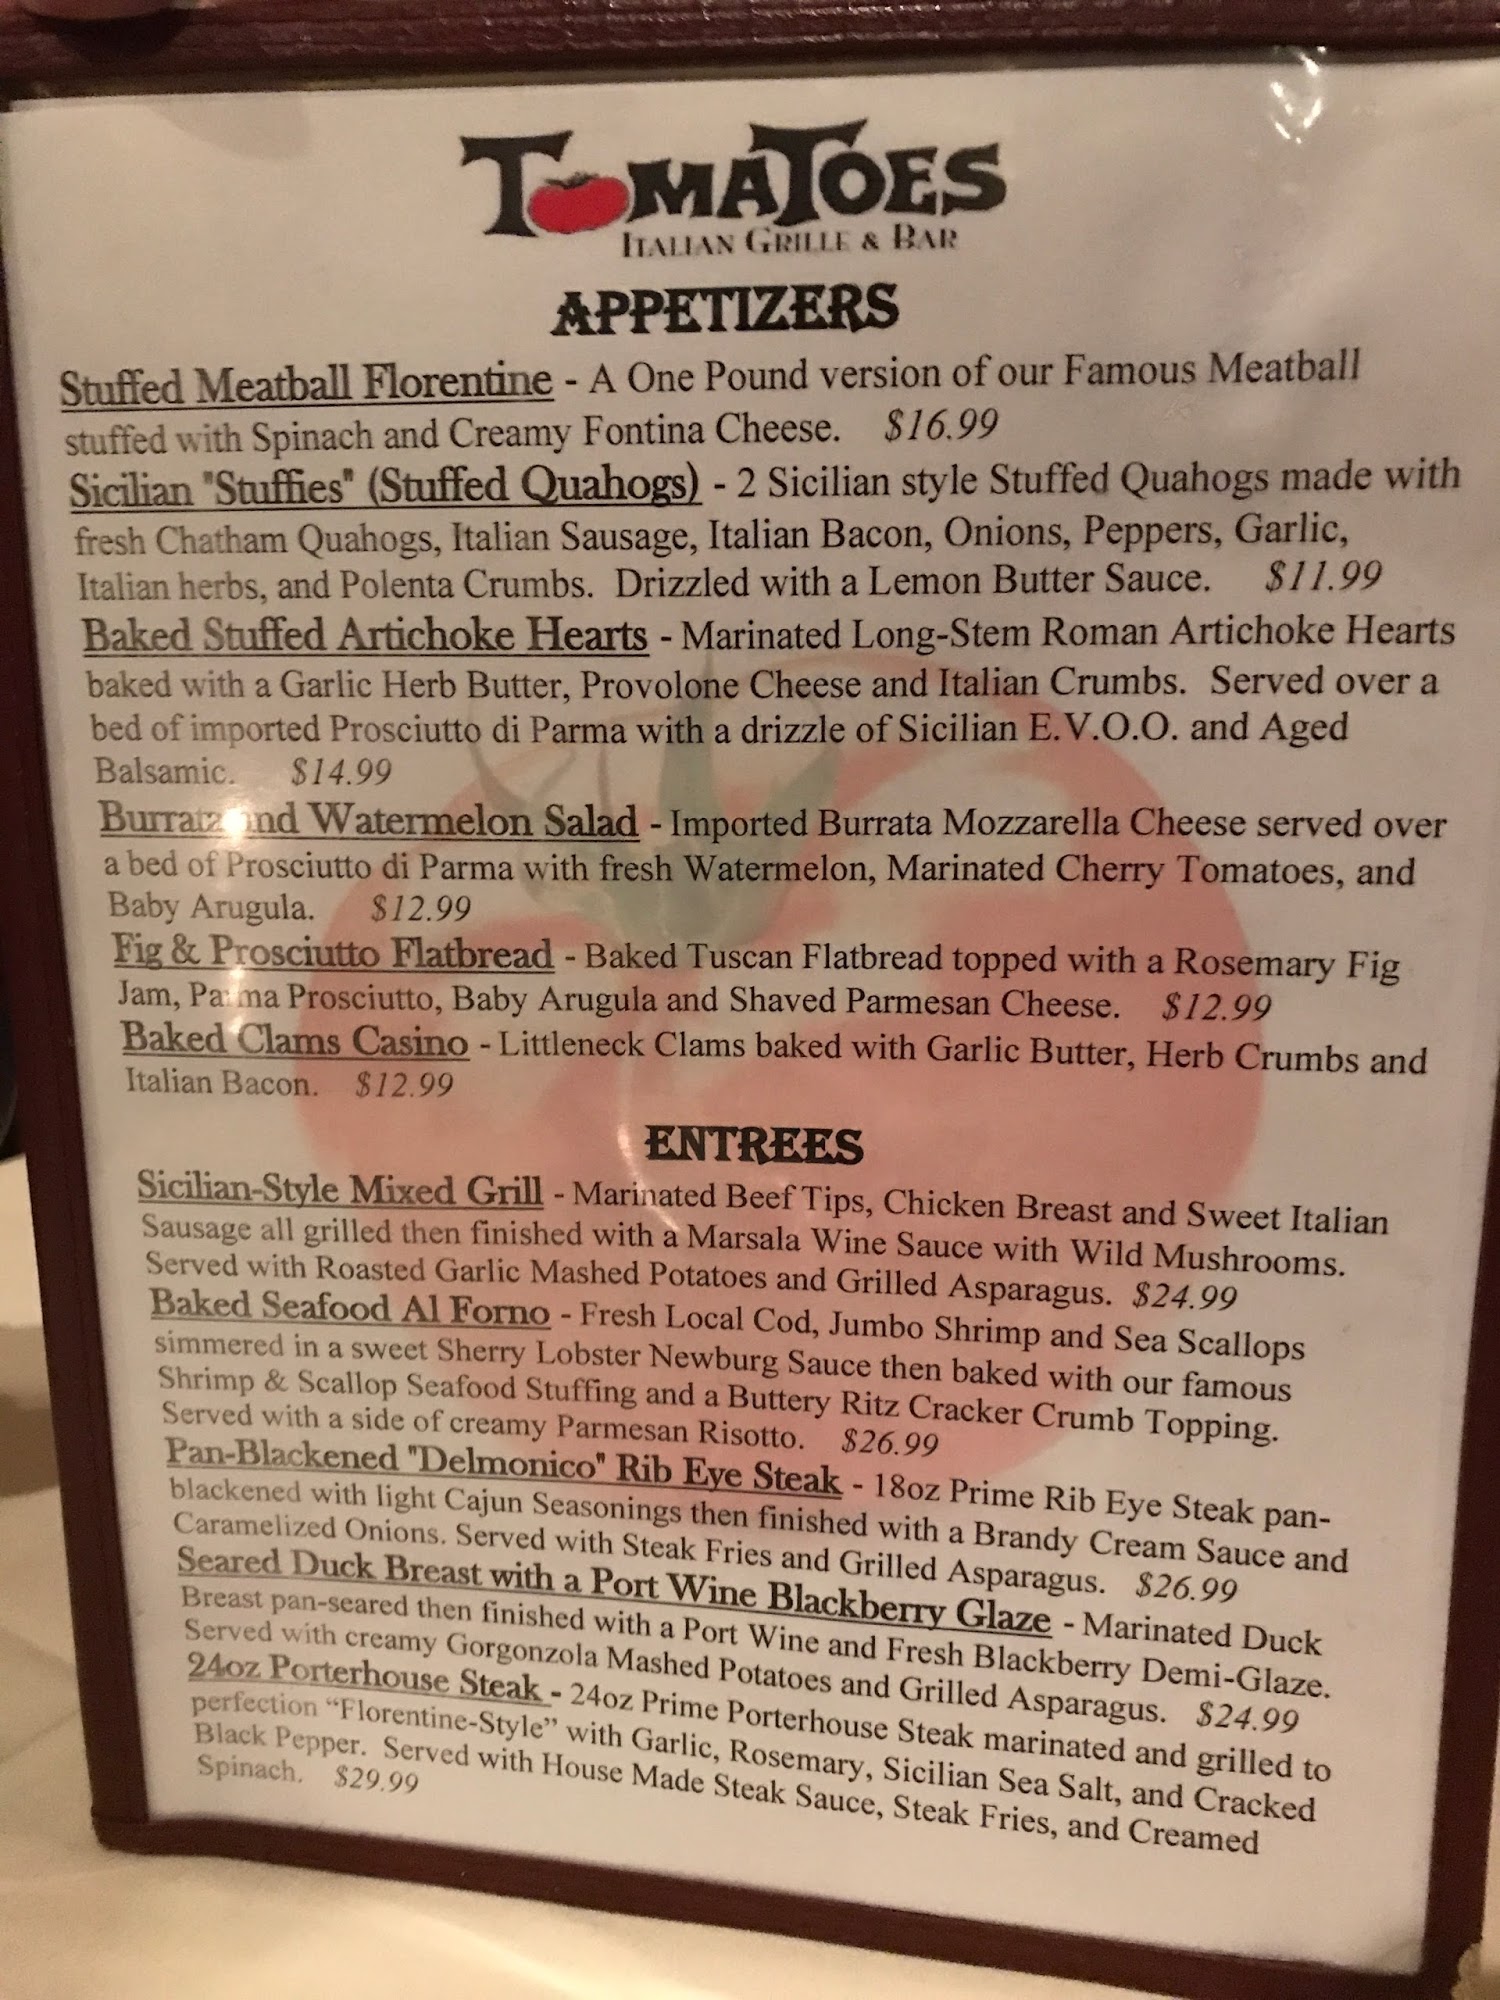 TOMATOES
ITALIAN GRILLE & BAR
APPETIZERS
Stuffed Meatball Florentine - A One Pound version of our Famous Meatball
stuffed with Spinach and Creamy Fontina Cheese. $16.99
Sicilian "Stuffies" (Stuffed Quahogs) - 2 Sicilian style Stuffed Quahogs made with
fresh Chatham Quahogs, Italian Sausage, Italian Bacon, Onions, Peppers, Garlic,
Italian herbs, and Polenta Crumbs. Drizzled with a Lemon Butter Sauce. $11.99
Baked Stuffed Artichoke Hearts - Marinated Long-Stem Roman Artichoke Hearts
baked with a Garlic Herb Butter, Provolone Cheese and Italian Crumbs. Served over a
bed of imported Prosciutto di Parma with a drizzle of Sicilian E.V.O.O. and Aged
Balsamic. $14.99
Burrata and Watermelon Salad - Imported Burrata Mozzarella Cheese served over
a bed of Prosciutto di Parma with fresh Watermelon, Marinated Cherry Tomatoes, and
Baby Arugula. $12.99
Fig & Prosciutto Flatbread - Baked Tuscan Flatbread topped with a Rosemary Fig
Jam, Parma Prosciutto, Baby Arugula and Shaved Parmesan Cheese. $12.99
Baked Clams Casino - Littleneck Clams baked with Garlic Butter, Herb Crumbs and
Italian Bacon. $12.99
ENTREES
Sicilian-Style Mixed Grill - Marinated Beef Tips, Chicken Breast and Sweet Italian
Sausage all grilled then finished with a Marsala Wine Sauce with Wild Mushrooms.
Served with Roasted Garlic Mashed Potatoes and Grilled Asparagus. $24.99
Baked Seafood Al Forno - Fresh Local Cod, Jumbo Shrimp and Sea Scallops
simmered in a sweet Sherry Lobster Newburg Sauce then baked with our famous
Shrimp & Scallop Seafood Stuffing and a Buttery Ritz Cracker Crumb Topping.
Served with a side of creamy Parmesan Risotto. $26.99
Pan-Blackened "Delmonico" Rib Eye Steak - 18oz Prime Rib Eye Steak pan-
blackened with light Cajun Seasonings then finished with a Brandy Cream Sauce and
Caramelized Onions. Served with Steak Fries and Grilled Asparagus. $26.99
Seared Duck Breast with a Port Wine Blackberry Glaze - Marinated Duck
Breast pan-seared then finished with a Port Wine and Fresh Blackberry Demi-Glaze.
Served with creamy Gorgonzola Mashed Potatoes and Grilled Asparagus. $24.99
24oz Porterhouse Steak - 24oz Prime Porterhouse Steak marinated and grilled to
perfection “Florentine-Style” with Garlic, Rosemary, Sicilian Sea Salt, and Cracked
Black Pepper. Served with House Made Steak Sauce, Steak Fries, and Creamed
Spinach. $29.99